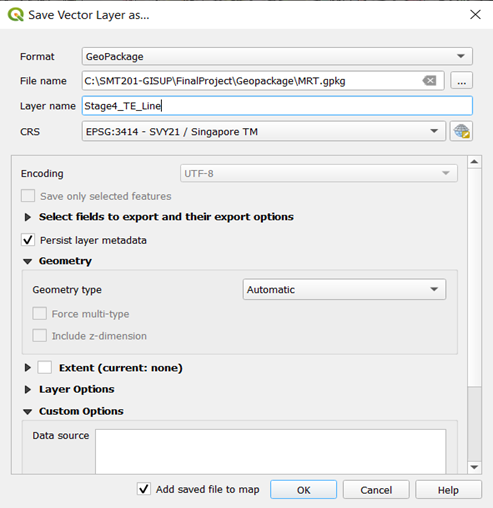 Save Vector Layer as...
Format GeoPackage
File name C:\SMT201-GISUP\FinalProject\Geopackage\MRT.gpkg ...
Layer name Stage4_TE_Line
CRS EPSG:3414 - SVY21 / Singapore TM
Encoding UTF-8
Save only selected features
Select fields to export and their export options
Persist layer metadata
Geometry
Geometry type Automatic
Force multi-type
Include z-dimension
Extent (current: none)
Layer Options
Custom Options
Data source
Add saved file to map OK Cancel Help